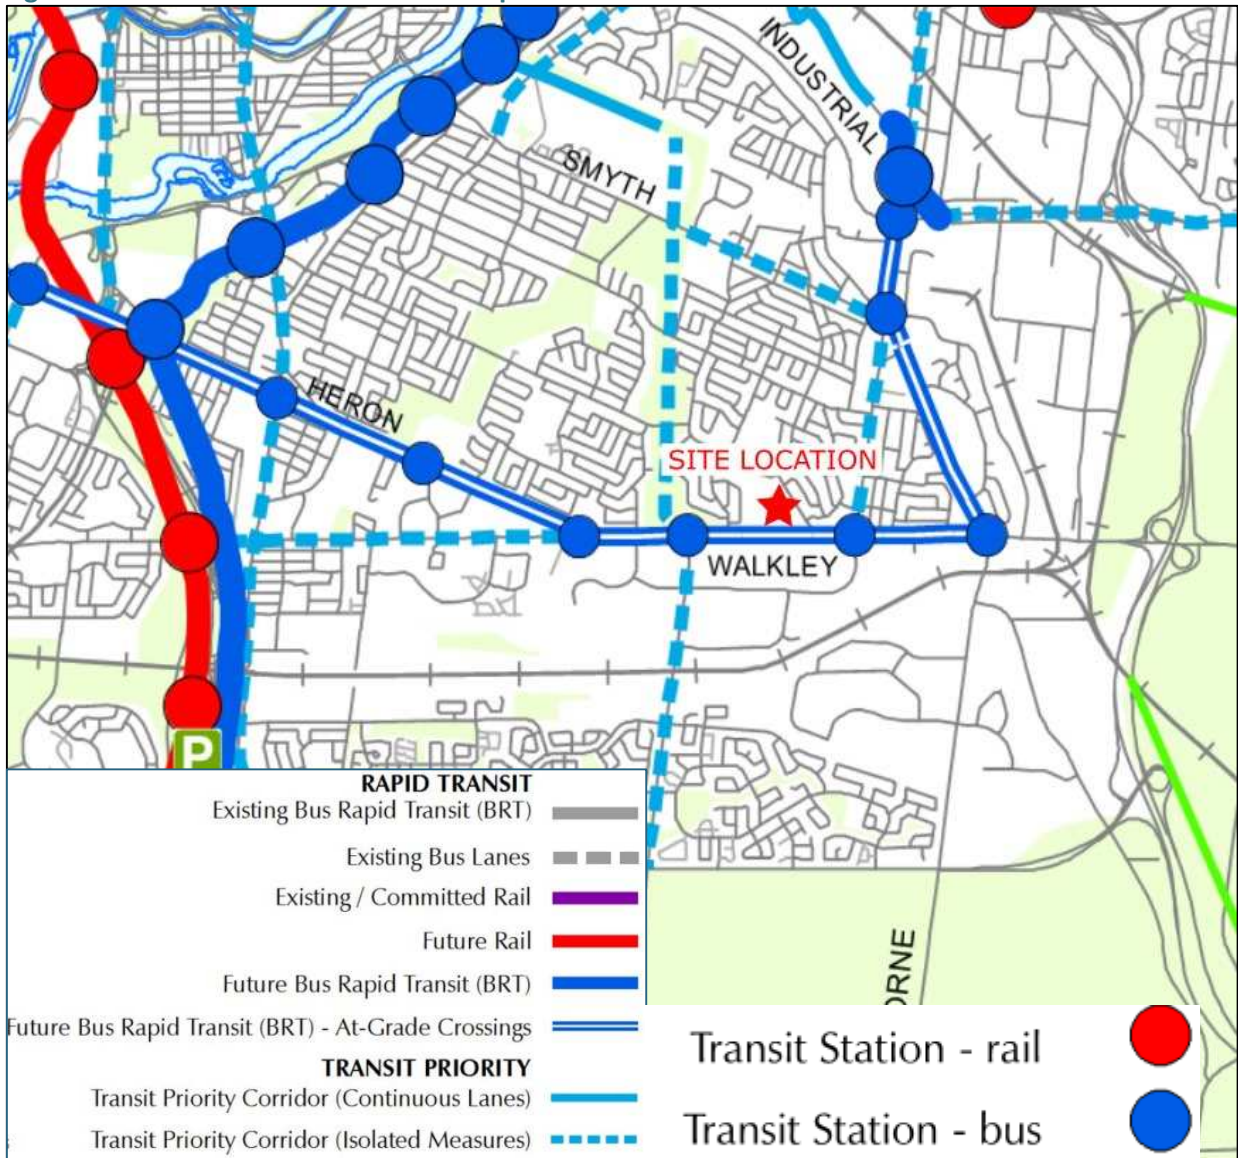 INDUSTRIAL
SMYTH
HERON
SITE LOCATION
WALKLEY
P
RAPID TRANSIT
Existing Bus Rapid Transit (BRT)
Existing Bus Lanes
Existing / Committed Rail
Future Rail
Future Bus Rapid Transit (BRT)
Future Bus Rapid Transit (BRT) - At-Grade Crossings
TRANSIT PRIORITY
Transit Priority Corridor (Continuous Lanes)
Transit Priority Corridor (Isolated Measures)
ORNE
Transit Station - rail
Transit Station - bus